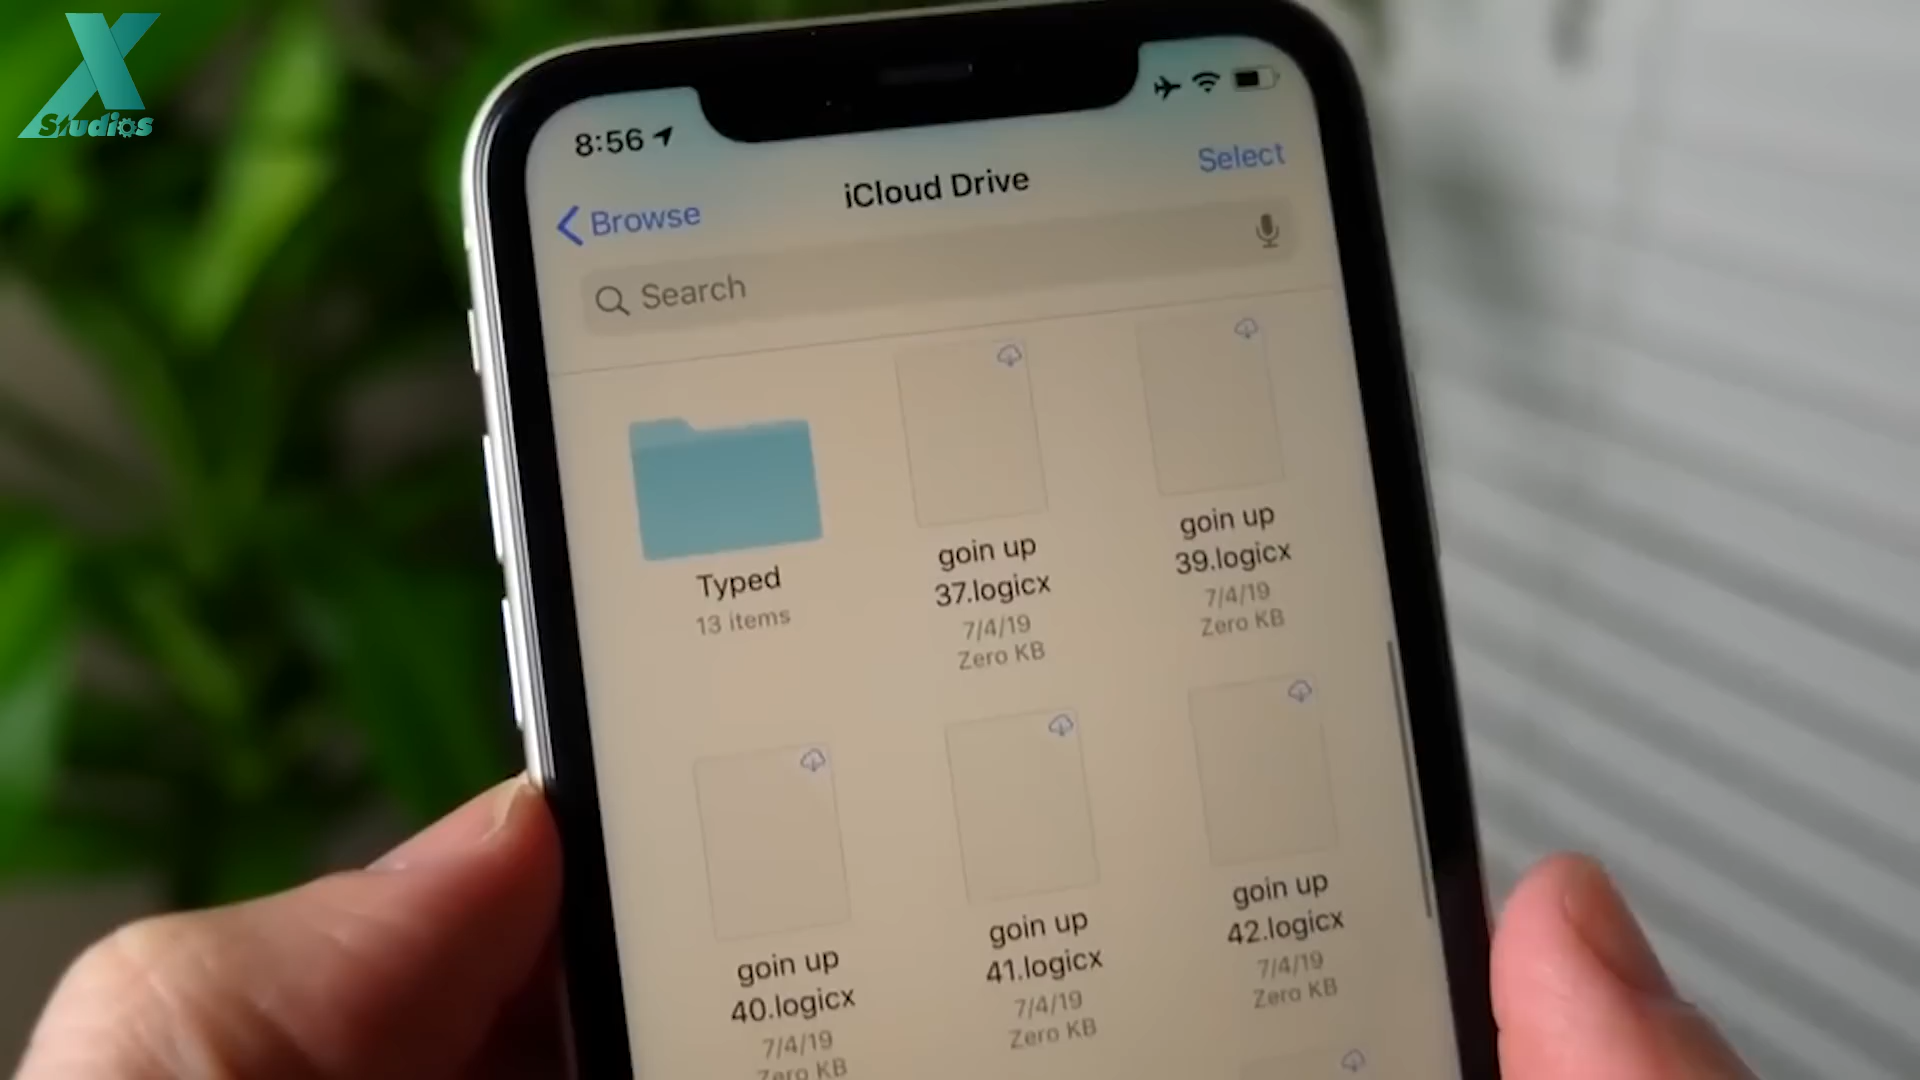 X
Studios
8:56
Browse
iCloud Drive
Select
Search
Typed
13 items
goin up
37.logicx
7/4/19
Zero KB
goin up
39.logicx
7/4/19
Zero KB
goin up
40.logicx
7/4/19
Zero KB
goin up
41.logicx
7/4/19
Zero KB
goin up
42.logicx
7/4/19
Zero KB